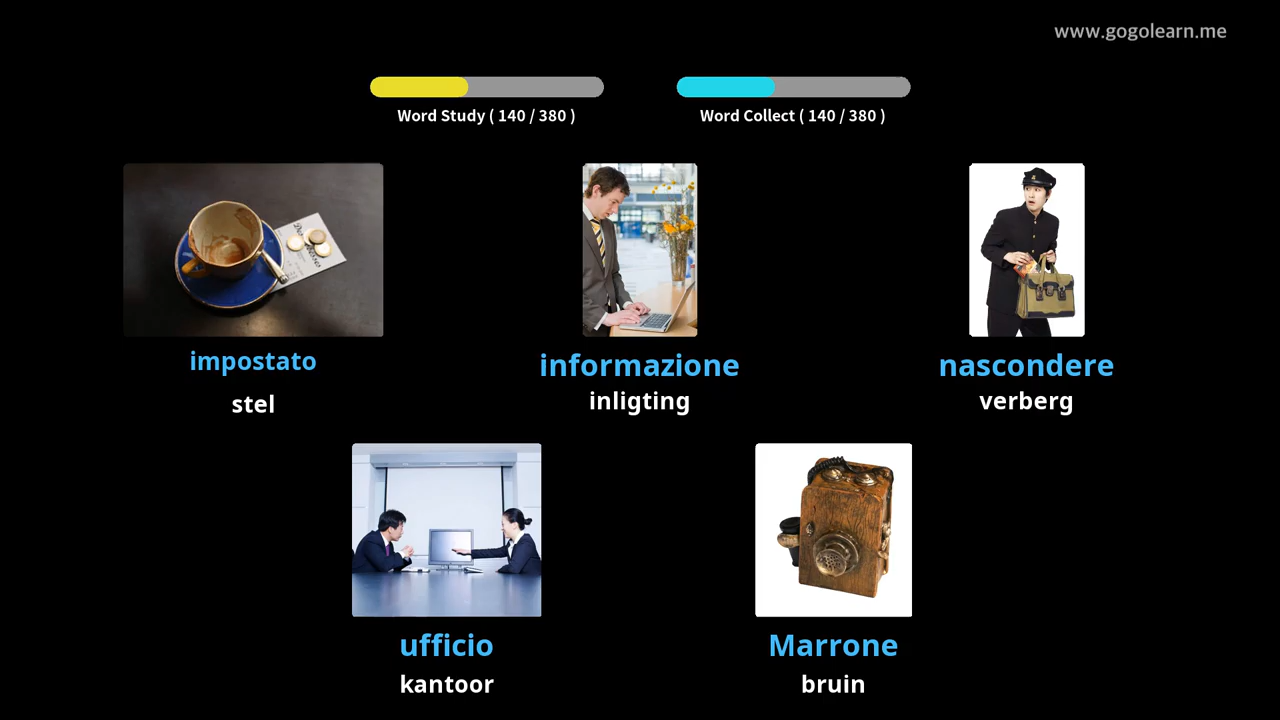 www.gogolearn.me
Word Study ( 140 / 380 )
Word Collect ( 140 / 380 )
impostato
stel
informazione
inligting
nascondere
verberg
ufficio
kantoor
Marrone
bruin